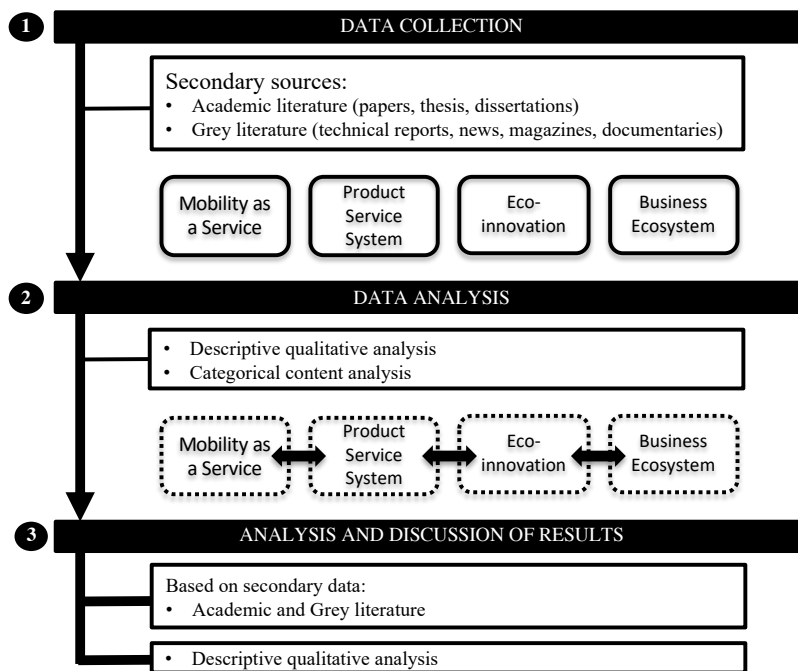 1
DATA COLLECTION
Secondary sources:
• Academic literature (papers, thesis, dissertations)
• Grey literature (technical reports, news, magazines, documentaries)
Mobility as
a Service
Product
Service
System
Eco-
innovation
Business
Ecosystem
2
DATA ANALYSIS
• Descriptive qualitative analysis
• Categorical content analysis
Mobility as
a Service
Product
Service
System
Eco-
innovation
Business
Ecosystem
3
ANALYSIS AND DISCUSSION OF RESULTS
Based on secondary data:
• Academic and Grey literature
• Descriptive qualitative analysis